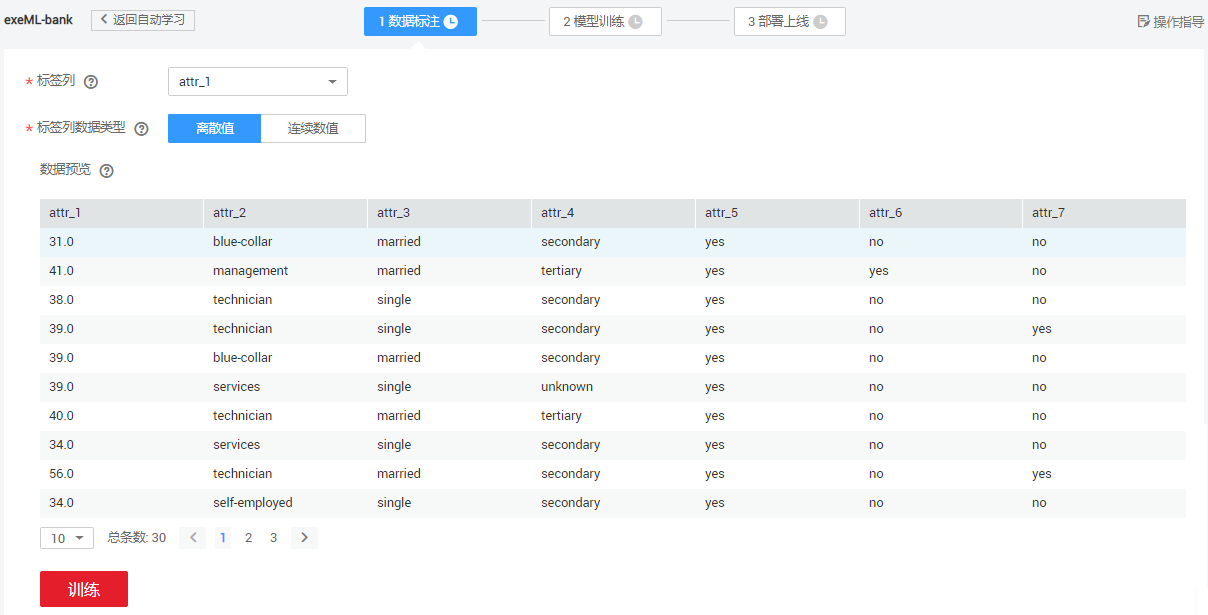 exeML-bank 返回自动学习 1 数据标注 2 模型训练 3 部署上线 操作指导
* 标签列 ? attr_1
* 标签列数据类型 ? 离散值 连续数值
数据预览 ?
attr_1 attr_2 attr_3 attr_4 attr_5 attr_6 attr_7
31.0 blue-collar married secondary yes no no
41.0 management married tertiary yes yes no
38.0 technician single secondary yes no no
39.0 technician single secondary yes no yes
39.0 blue-collar married secondary yes no no
39.0 services single unknown yes no no
40.0 technician married tertiary yes no no
34.0 services single secondary yes no no
56.0 technician married secondary yes no yes
34.0 self-employed single secondary yes no no
10 总条数: 30 < 1 2 3 >
训练